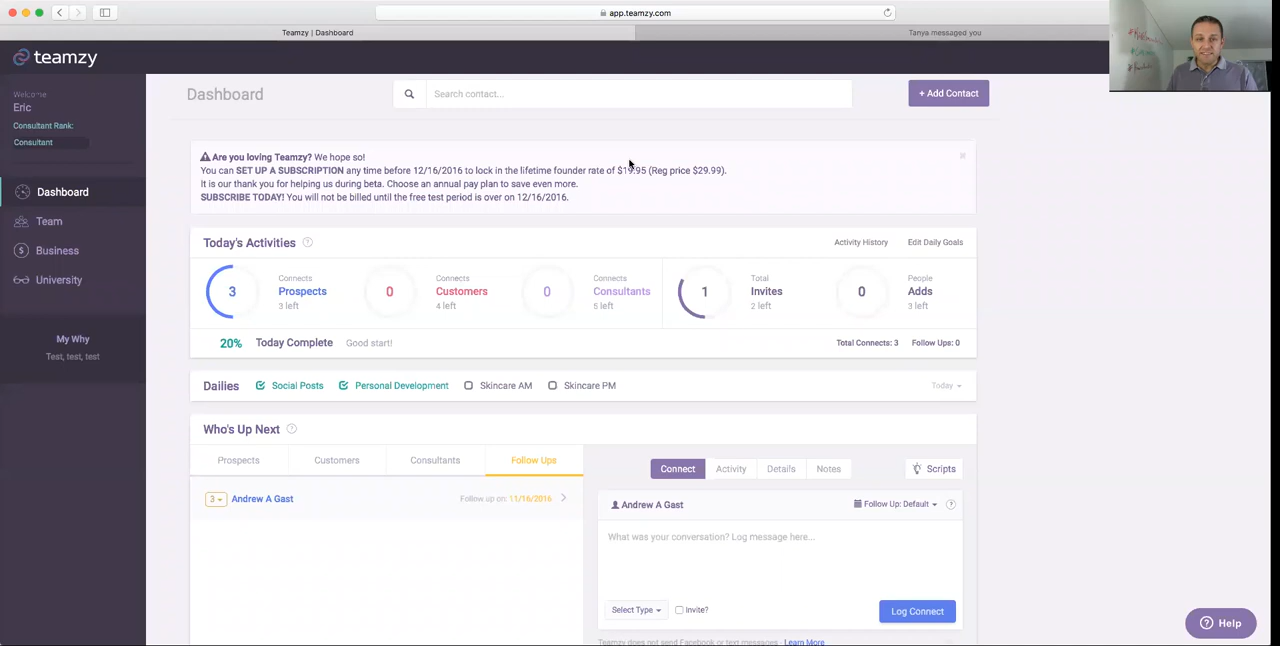 app.teamzy.com
Teamzy | Dashboard
Tanya messaged you
teamzy
Welcome
Eric
Consultant Rank:
Consultant
Dashboard
Team
Business
$
University
My Why
Test, test, test
Dashboard
Search contact...
+ Add Contact
Are you loving Teamzy? We hope so!
You can SET UP A SUBSCRIPTION any time before 12/16/2016 to lock in the lifetime founder rate of $19.95 (Reg price $29.99).
It is our thank you for helping us during beta. Choose an annual pay plan to save even more.
SUBSCRIBE TODAY! You will not be billed until the free test period is over on 12/16/2016.
Today's Activities ?
Activity History
Edit Daily Goals
3
Connects
Prospects
3 left
0
Connects
Customers
4 left
0
Connects
Consultants
5 left
1
Total
Invites
2 left
0
People
Adds
3 left
20% Today Complete Good start!
Total Connects: 3 Follow Ups: 0
Dailies Social Posts Personal Development Skincare AM Skincare PM Today
Who's Up Next ?
Prospects Customers Consultants Follow Ups
3 Andrew A Gast Follow up on: 11/16/2016
Connect Activity Details Notes Scripts
Andrew A Gast Follow Up: Default ?
What was your conversation? Log message here...
Select Type Invite? Log Connect
Teamzy does not send Facebook or text messages - Learn More
? Help